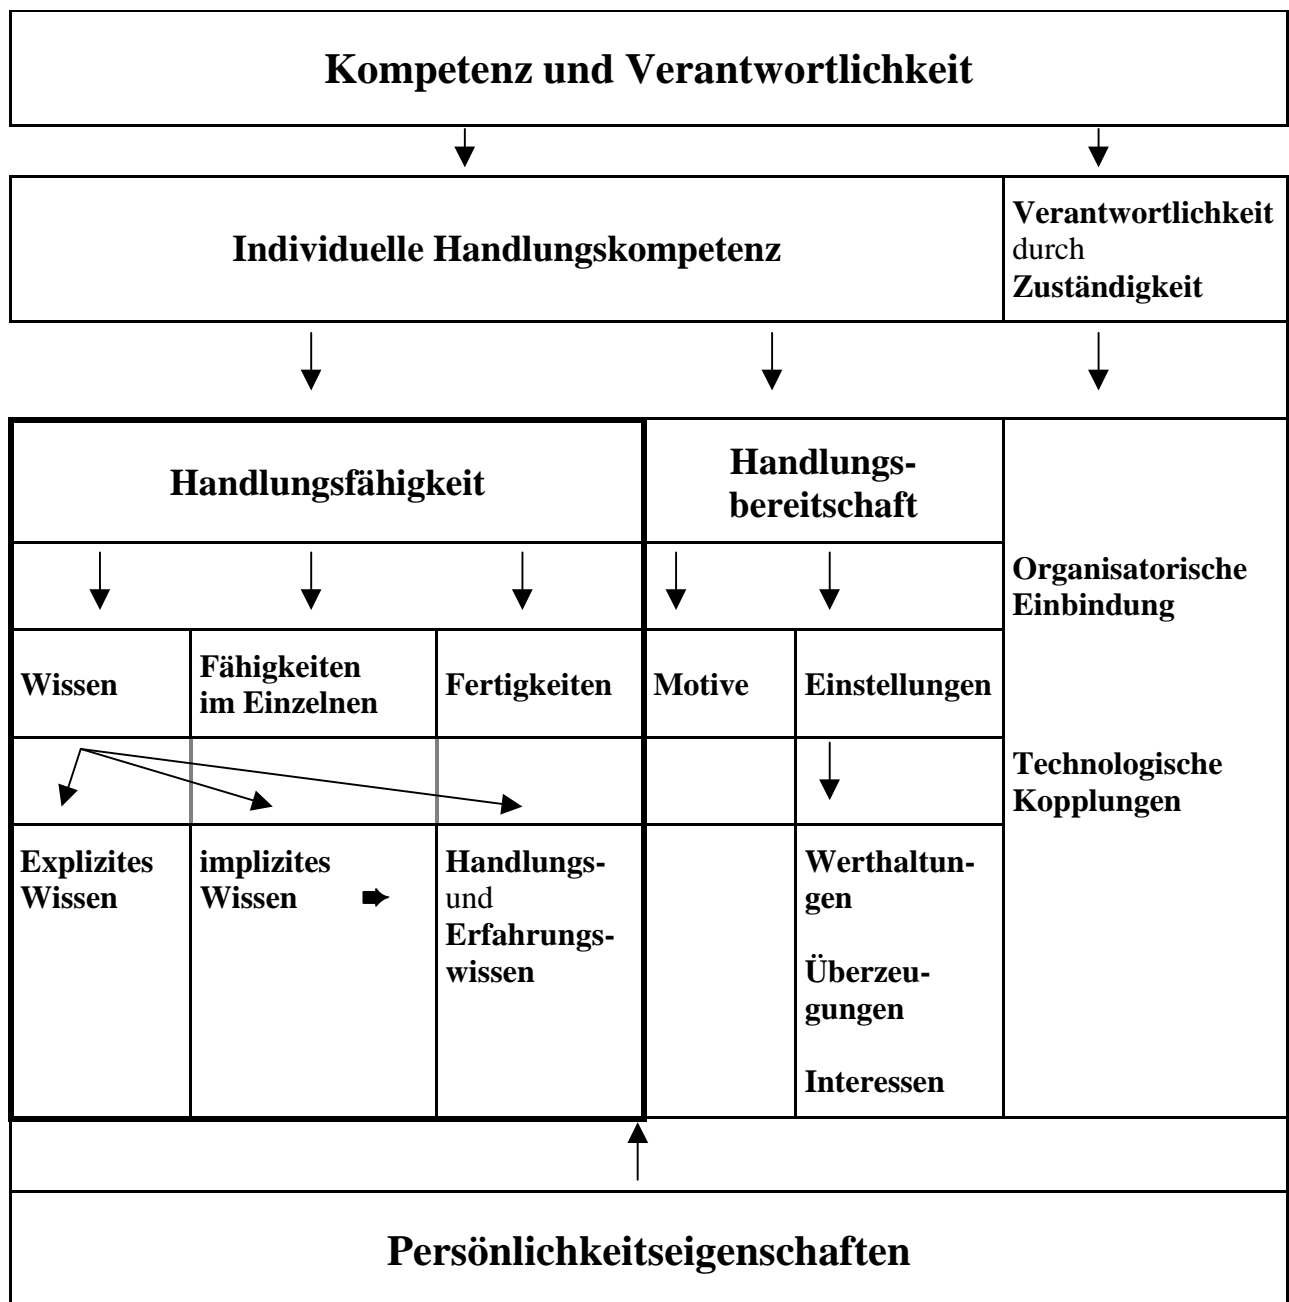 Kompetenz und Verantwortlichkeit
Individuelle Handlungskompetenz
Verantwortlichkeit
durch
Zuständigkeit
Handlungsfähigkeit
Handlungs-
bereitschaft
Organisatorische
Einbindung
Technologische
Kopplungen
Wissen
Fähigkeiten
im Einzelnen
Fertigkeiten
Motive
Einstellungen
Explizites
Wissen
implizites
Wissen
Handlungs-
und
Erfahrungs-
wissen
Werthaltun-
gen
Überzeu-
gungen
Interessen
Persönlichkeitseigenschaften